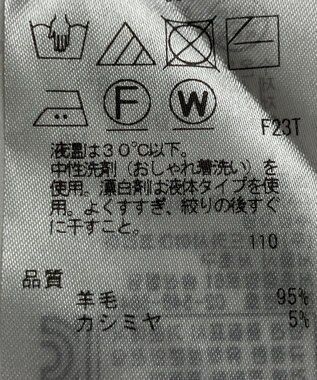 F
W
F23T
液温は30℃以下。
中性洗剤(おしゃれ着洗い)を
使用。漂白剤は液体タイプを使
用。よくすすぎ、絞りの後すぐ
に干すこと。
110
品質
羊毛 95%
カシミヤ 5%